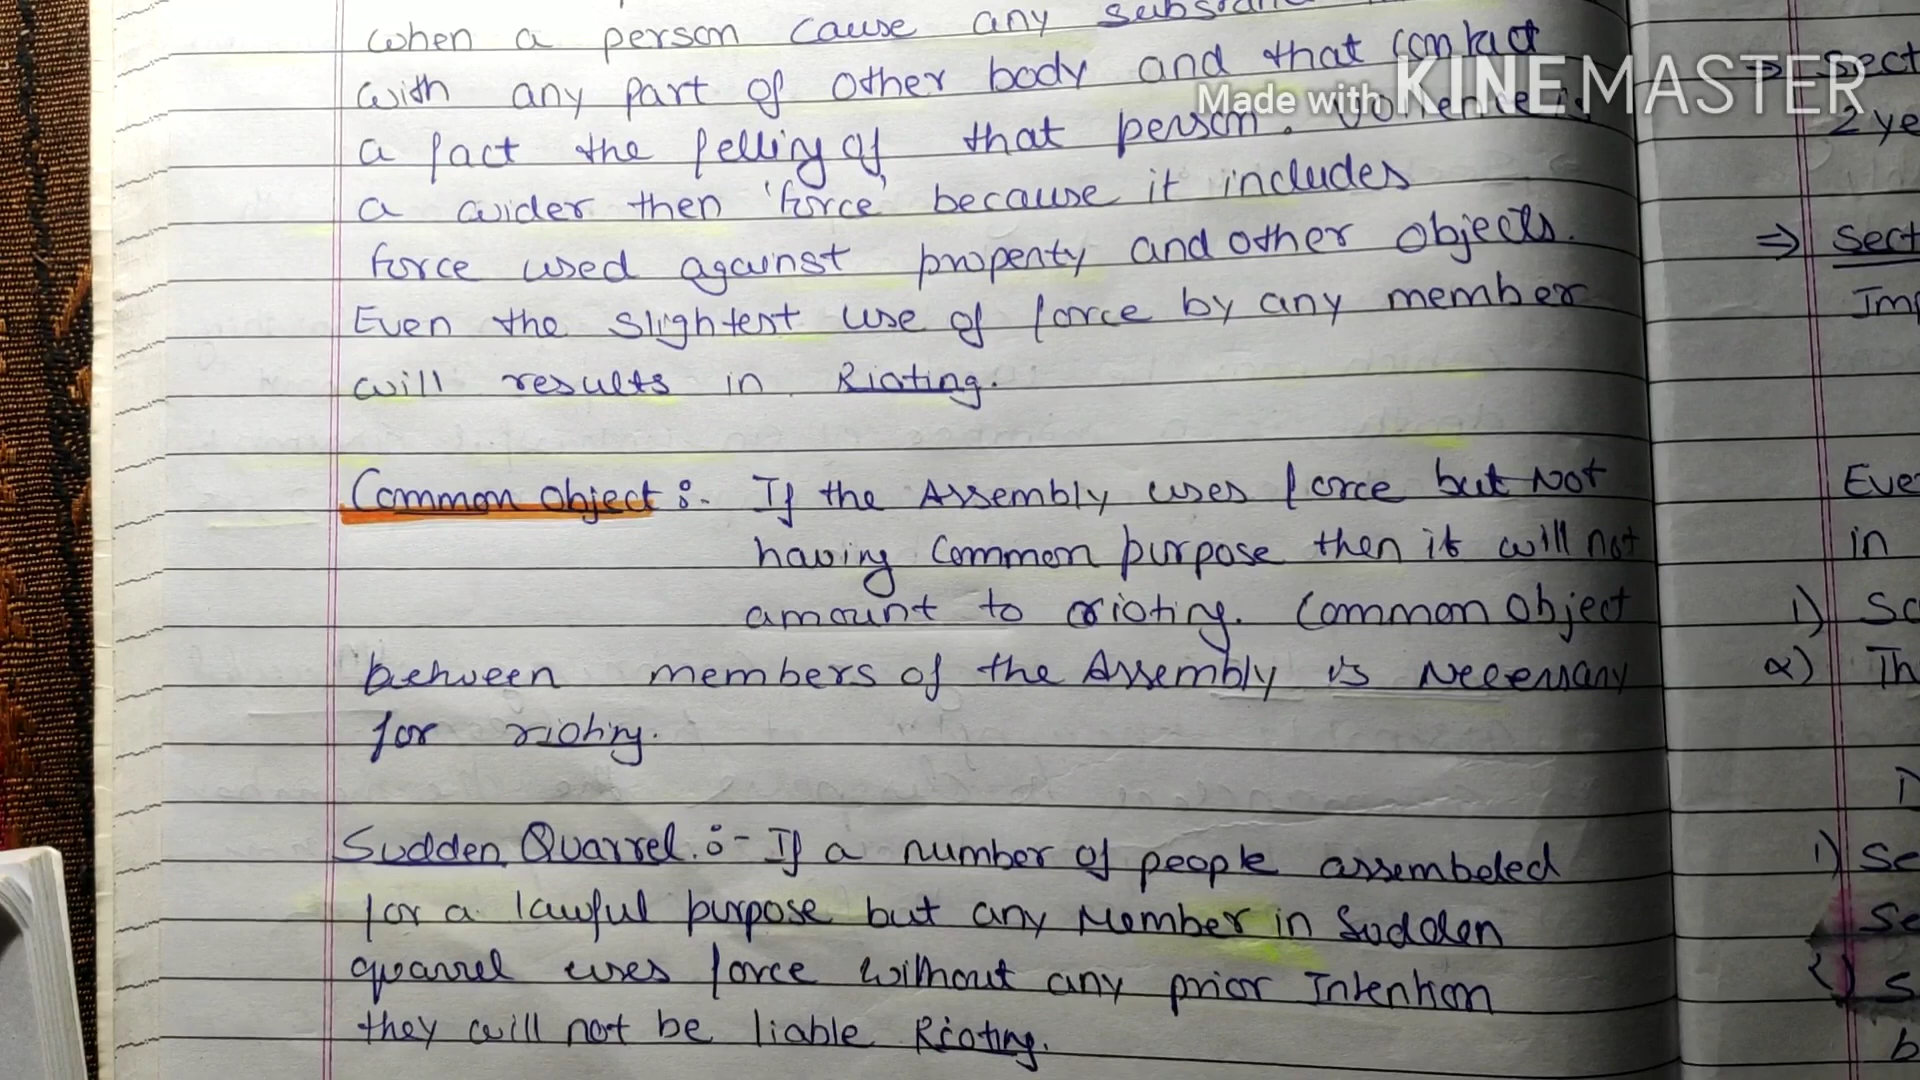 when a person cause any
with any part of other body and that contact
a fact the felling of that person.
a wider then 'force' because it includes
force used against property and other objects.
Even the slightest use of force by any member
will results in Rioting.
Common Object :- If the Assembly uses force but Not
having Common purpose then it will not
amount to rioting. Common Object
between members of the Assembly is Necessary
for rioting.
Sudden Quarrel. :- If a number of people assembeled
for a lawful purpose but any Member in Sudden
quarrel uses force without any prior Intention
they will not be liable Rioting.
Made with KINEMASTER
⇒ Sect
2 ye
⇒ Sect
Imp
Eve
in
1) Sc
2) Th
1) Se
Se
2) S
b